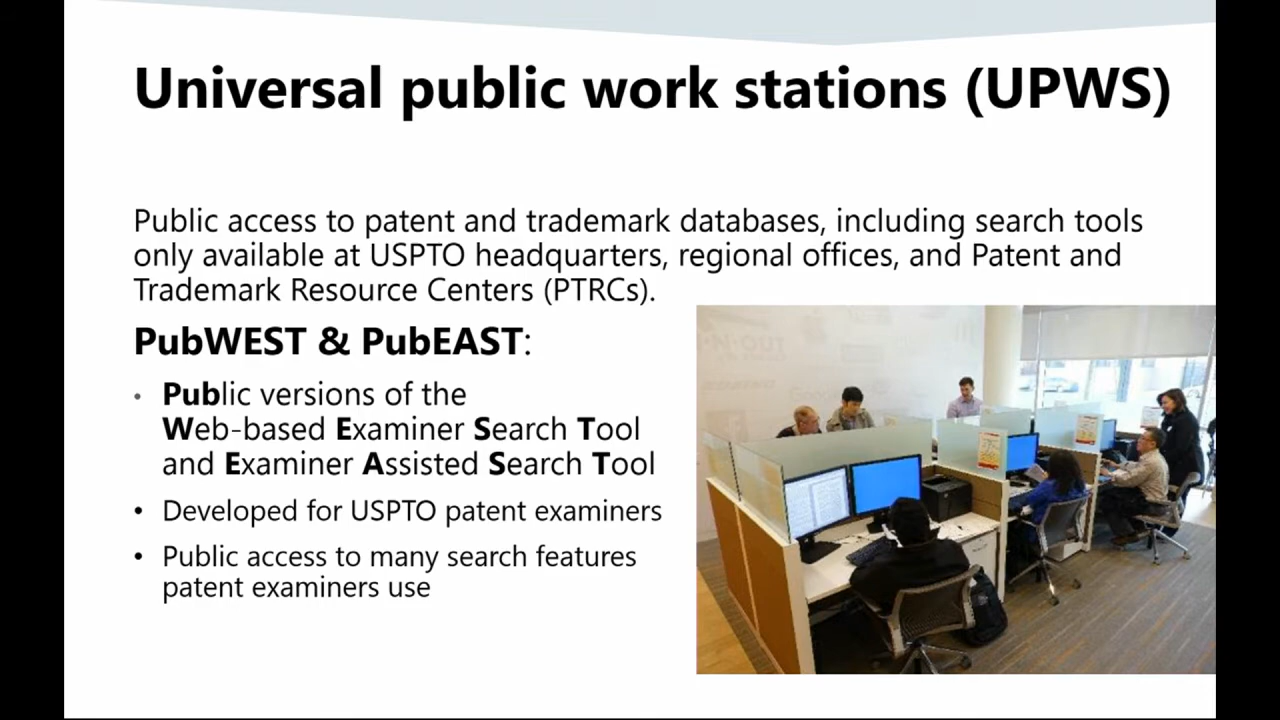 Universal public work stations (UPWS)
Public access to patent and trademark databases, including search tools
only available at USPTO headquarters, regional offices, and Patent and
Trademark Resource Centers (PTRCs).
PubWEST & PubEAST:
• Public versions of the
Web-based Examiner Search Tool
and Examiner Assisted Search Tool
• Developed for USPTO patent examiners
• Public access to many search features
patent examiners use